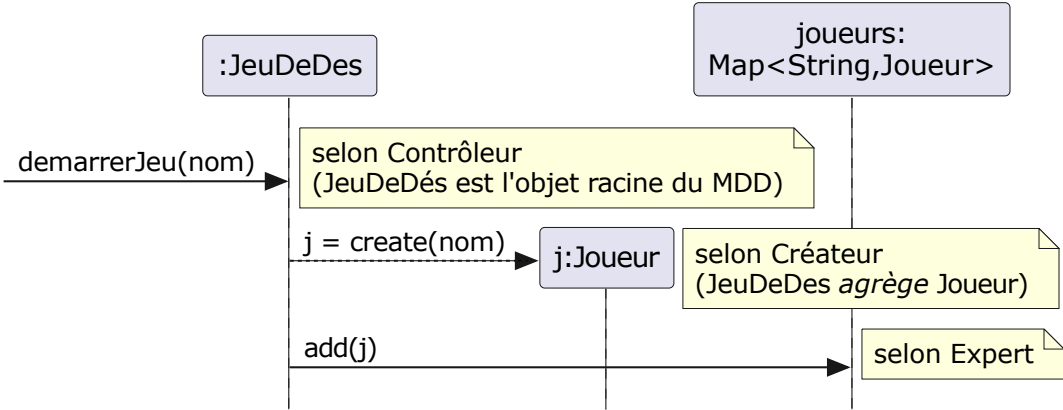 :JeuDeDes
joueurs:
Map<String,Joueur>
demarrerJeu(nom)
selon Contrôleur
(JeuDeDés est l'objet racine du MDD)
j = create(nom)
j:Joueur
selon Créateur
(JeuDeDes agrège Joueur)
add(j)
selon Expert